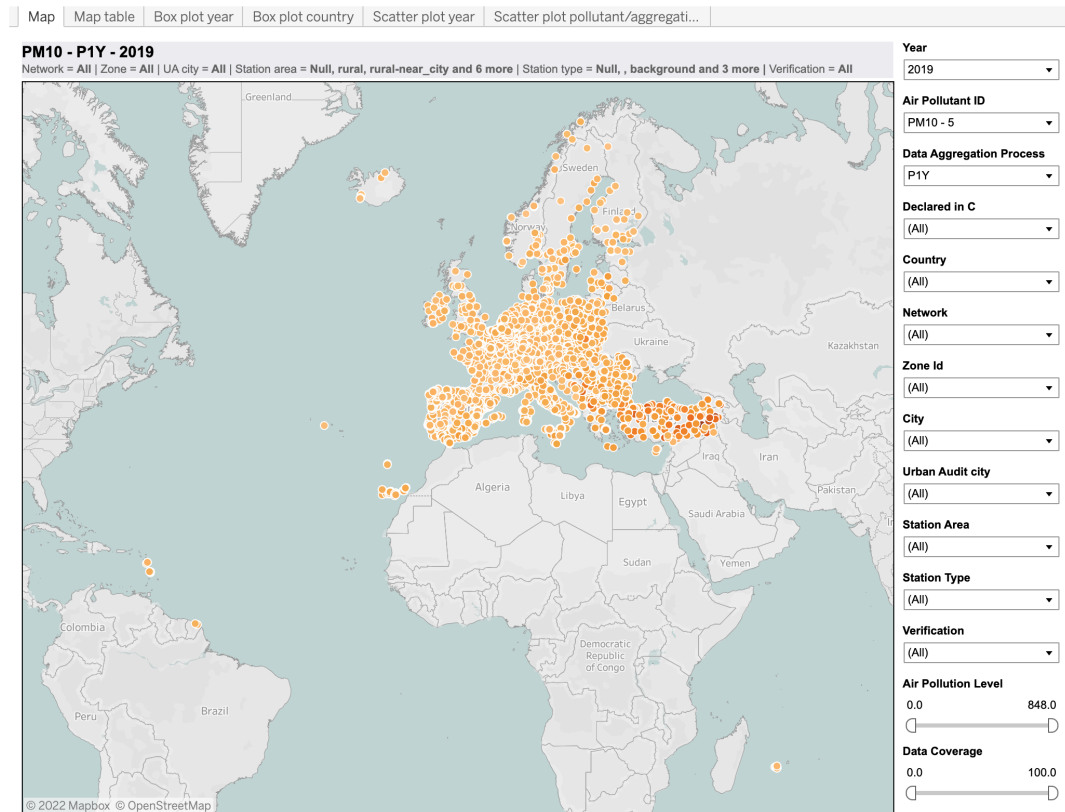 Map Map table Box plot year Box plot country Scatter plot year Scatter plot pollutant/aggregati...
PM10 - P1Y - 2019
Network = All | Zone = All | UA city = All | Station area = Null, rural, rural-near_city and 6 more | Station type = Null, , background and 3 more | Verification = All
Greenland
Sweden
Finland
Norway
Belarus
Ukraine
Kazakhstan
Iraq
Iran
Algeria
Libya
Egypt
Pakistan
Saudi Arabia
In
Sudan
Yemen
Colombia
Democratic
Republic
of Congo
Peru
Brazil
© 2022 Mapbox © OpenStreetMap
Year
2019
Air Pollutant ID
PM10 - 5
Data Aggregation Process
P1Y
Declared in C
(All)
Country
(All)
Network
(All)
Zone Id
(All)
City
(All)
Urban Audit city
(All)
Station Area
(All)
Station Type
(All)
Verification
(All)
Air Pollution Level
0.0 848.0
Data Coverage
0.0 100.0